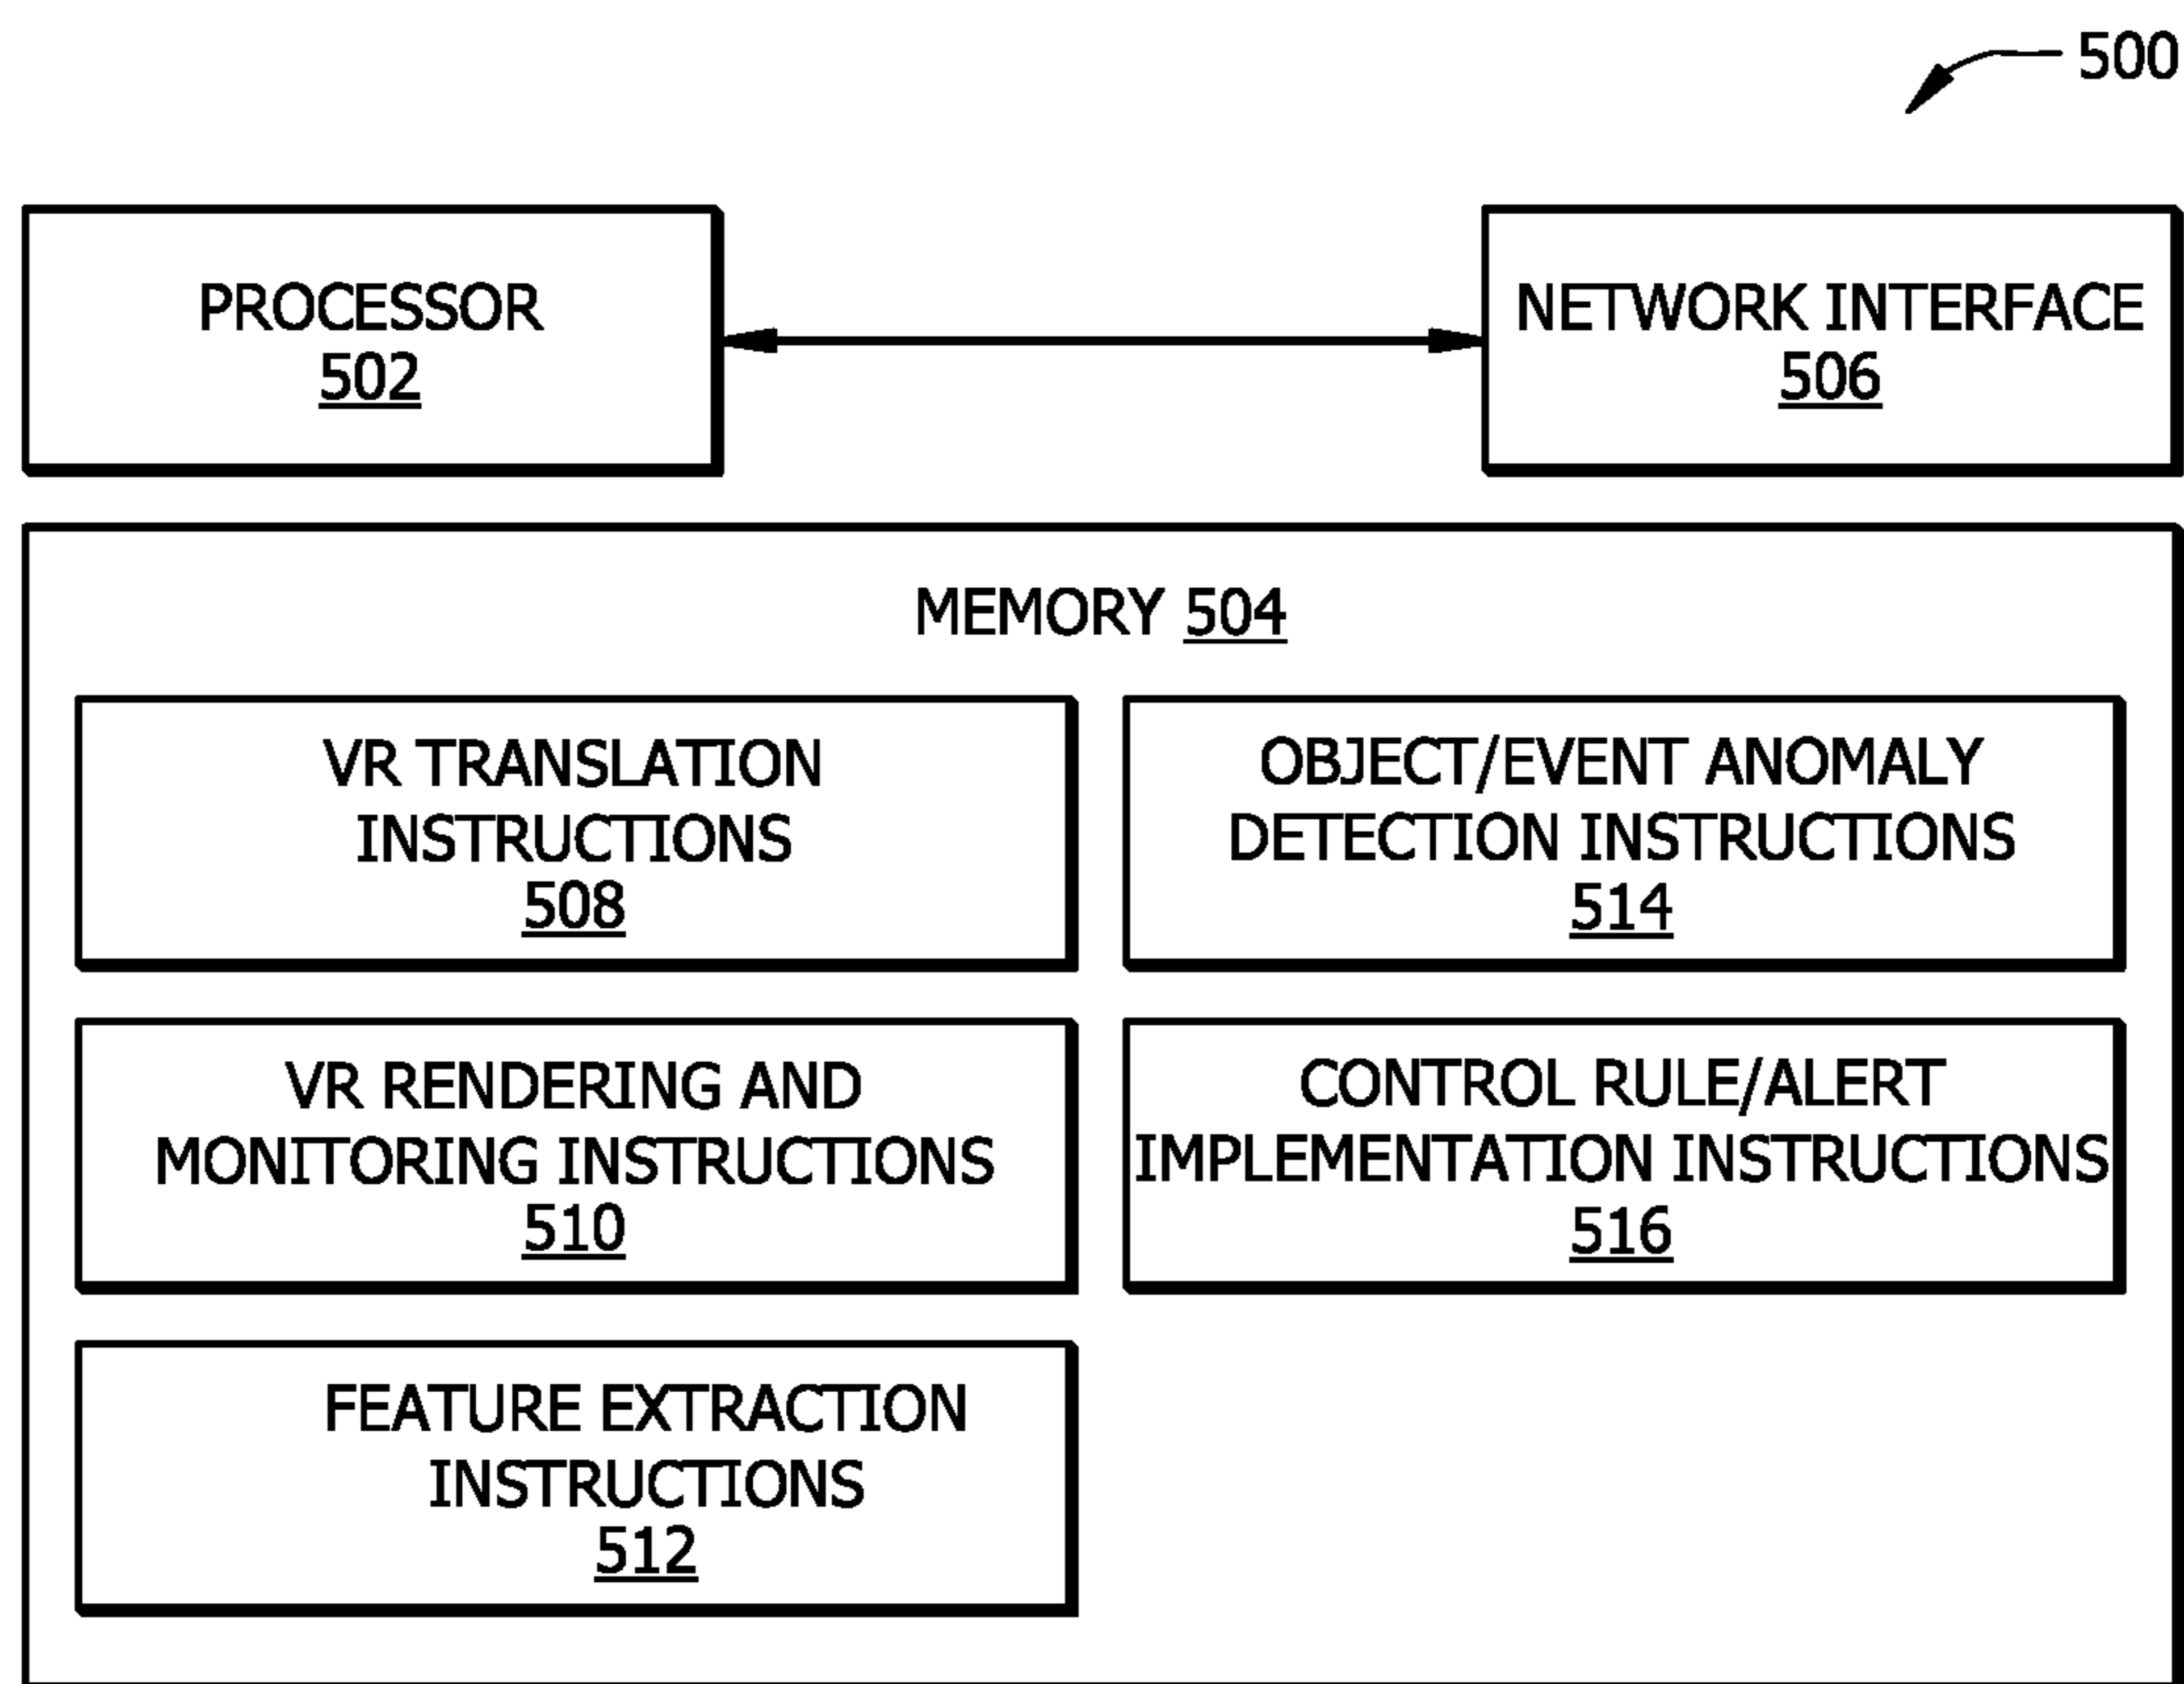 500
PROCESSOR
502
NETWORK INTERFACE
506
MEMORY 504
VR TRANSLATION
INSTRUCTIONS
508
OBJECT/EVENT ANOMALY
DETECTION INSTRUCTIONS
514
VR RENDERING AND
MONITORING INSTRUCTIONS
510
CONTROL RULE/ALERT
IMPLEMENTATION INSTRUCTIONS
516
FEATURE EXTRACTION
INSTRUCTIONS
512